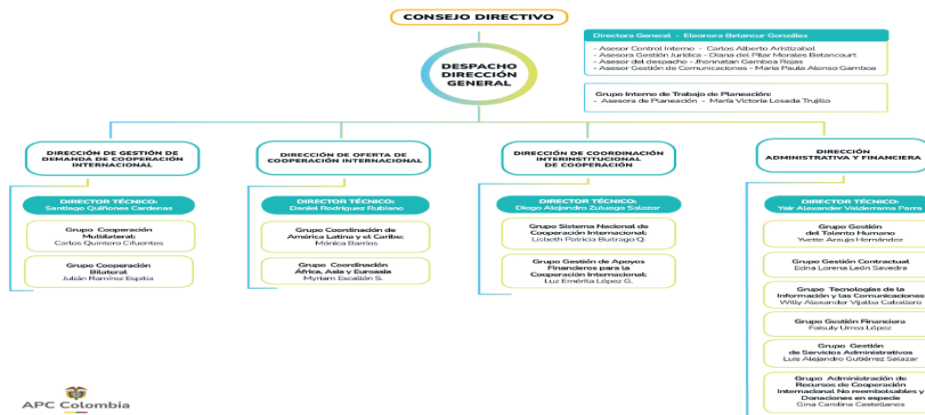 CONSEJO DIRECTIVO
DESPACHO
DIRECCIÓN
GENERAL
Directora General - Eleonora Betancur González
- Asesor Control Interno - Carlos Alberto Aristizabal
- Asesora Gestión Jurídica - Diana del Pilar Morales Betancourt
- Asesor del despacho - Jhonnatan Gamboa Rojas
- Asesor Gestión de Comunicaciones - María Paula Alonso Gamboa
Grupo Interno de Trabajo de Planeación:
- Asesora de Planeación - María Victoria Losada Trujillo
DIRECCIÓN DE GESTIÓN DE
DEMANDA DE COOPERACIÓN
INTERNACIONAL
DIRECTOR TÉCNICO:
Santiago Quiñones Cardenas
Grupo Cooperación
Multilateral:
Carlos Quintero Cifuentes
Grupo Cooperación
Bilateral
Julián Ramírez Espitia
DIRECCIÓN DE OFERTA DE
COOPERACIÓN INTERNACIONAL
DIRECTOR TÉCNICO:
Daniel Rodríguez Rubiano
Grupo Coordinación de
América Latina y el Caribe:
Mónica Barrios
Grupo Coordinación
África, Asia y Euroasia
Myriam Escallón S.
DIRECCIÓN DE COORDINACIÓN
INTERINSTITUCIONAL
DE COOPERACIÓN
DIRECTOR TÉCNICO:
Diego Alejandro Zuluaga Salazar
Grupo Sistema Nacional de
Cooperación Internacional:
Lisbeth Patricia Buitrago Q.
Grupo Gestión de Apoyos
Financieros para la
Cooperación Internacional:
Luz Emérita López G.
DIRECCIÓN
ADMINISTRATIVA Y FINANCIERA
DIRECTOR TÉCNICO:
Yair Alexander Valderrama Parra
Grupo Gestión
del Talento Humano
Yvette Araujo Hernández
Grupo Gestión Contractual
Edna Lorena León Savedra
Grupo Tecnologías de la
Información y las Comunicaciones
Willy Alexander Vijalba Caballero
Grupo Gestión Financiera
Faisuly Urrea López
Grupo Gestión
de Servicios Administrativos
Luis Alejandro Gutiérrez Salazar
Grupo Administración de
Recursos de Cooperación
Internacional No reembolsables y
Donaciones en especie
Gina Carolina Castellanos
APC Colombia